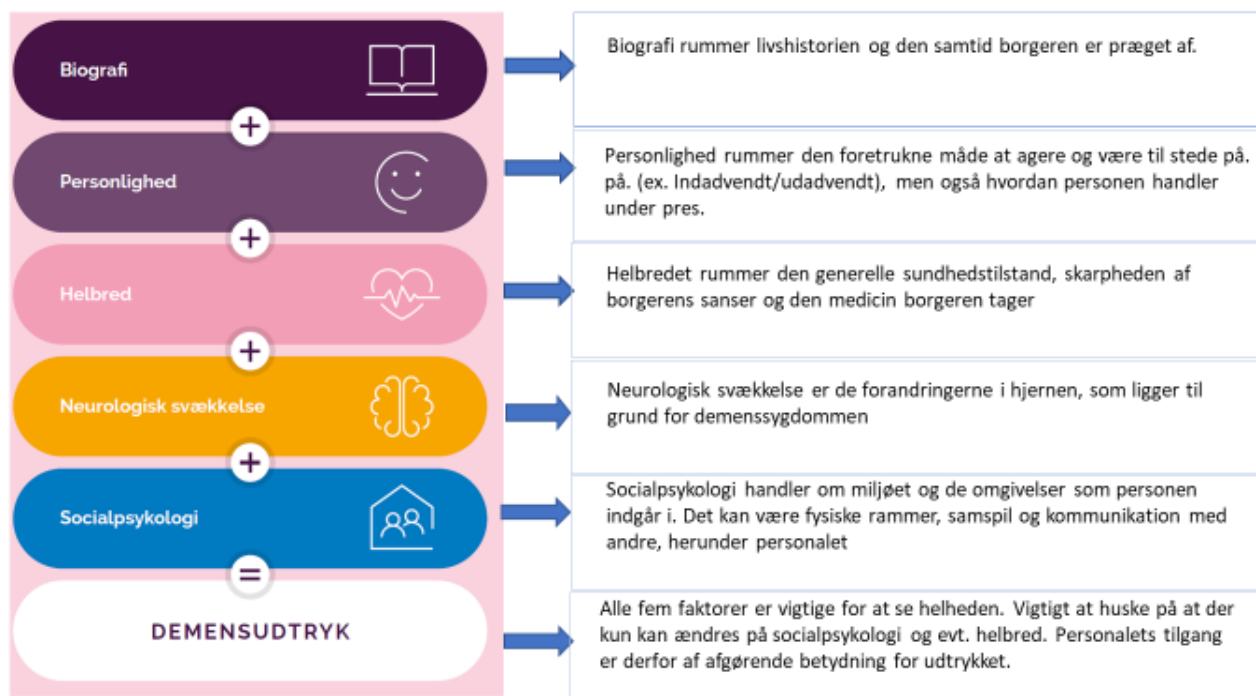 Biografi
Biografi rummer livshistorien og den samtid borgeren er præget af.
+
Personlighed
Personlighed rummer den foretrukne måde at agere og være til stede på.
på. (ex. Indadvendt/udadvendt), men også hvordan personen handler
under pres.
+
Helbred
Helbredet rummer den generelle sundhedstilstand, skarpheden af
borgerens sanser og den medicin borgeren tager
+
Neurologisk svækkelse
Neurologisk svækkelse er de forandringerne i hjernen, som ligger til
grund for demenssygdommen
+
Socialpsykologi
Socialpsykologi handler om miljøet og de omgivelser som personen
indgår i. Det kan være fysiske rammer, samspil og kommunikation med
andre, herunder personalet
=
DEMENSUDTRYK
Alle fem faktorer er vigtige for at se helheden. Vigtigt at huske på at der
kun kan ændres på socialpsykologi og evt. helbred. Personalets tilgang
er derfor af afgørende betydning for udtrykket.